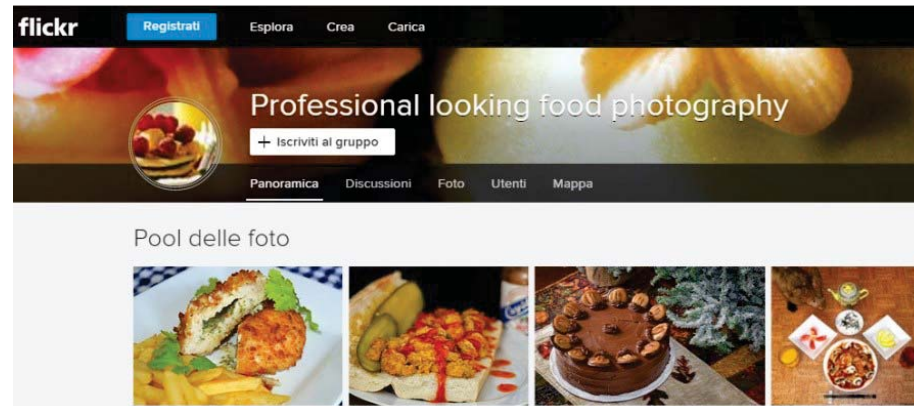 flickr Registrati Esplora Crea Carica
Professional looking food photography
+ Iscriviti al gruppo
Panoramica Discussioni Foto Utenti Mappa
Pool delle foto